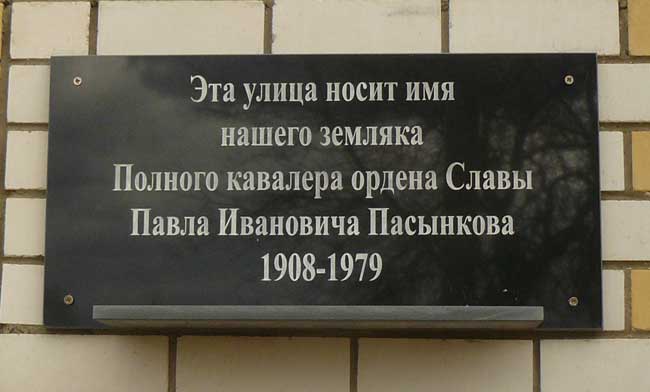 Эта улица носит имя
нашего земляка
Полного кавалера ордена Славы
Павла Ивановича Пасынкова
1908-1979